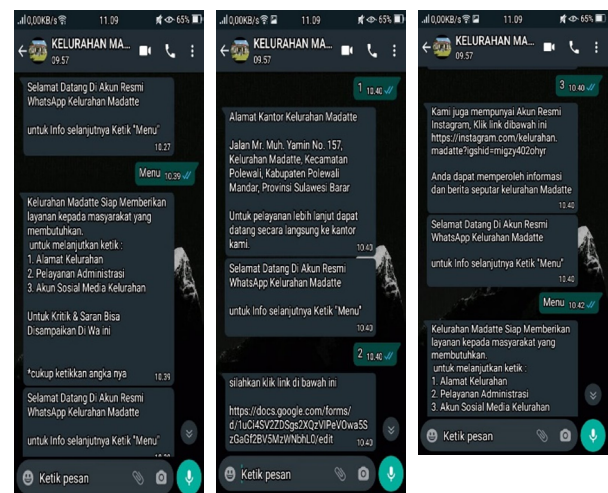 0,00KB/s 11.09 65%
KELURAHAN MA...
09.57
Selamat Datang Di Akun Resmi
WhatsApp Kelurahan Madatte
untuk Info selanjutnya Ketik "Menu"
10.27
Menu 10.39
Kelurahan Madatte Siap Memberikan
layanan kepada masyarakat yang
membutuhkan.
untuk melanjutkan ketik :
1. Alamat Kelurahan
2. Pelayanan Administrasi
3. Akun Sosial Media Kelurahan
Untuk Kritik & Saran Bisa
Disampaikan Di Wa ini
*cukup ketikkan angka nya 10.39
Selamat Datang Di Akun Resmi
WhatsApp Kelurahan Madatte
untuk Info selanjutnya Ketik "Menu"
Ketik pesan
0,00KB/s 11.09 65%
KELURAHAN MA...
09.57
1 10.40
Alamat Kantor Kelurahan Madatte
Jalan Mr. Muh. Yamin No. 157,
Kelurahan Madatte, Kecamatan
Polewali, Kabupaten Polewali
Mandar, Provinsi Sulawesi Barar
Untuk pelayanan lebih lanjut dapat
datang secara langsung ke kantor
kami. 10.40
Selamat Datang Di Akun Resmi
WhatsApp Kelurahan Madatte
untuk Info selanjutnya Ketik "Menu"
10.40
2 10.40
silahkan klik link di bawah ini
https://docs.google.com/forms/
d/1uCi4SV2ZDSgs2XQzVIPeVOwa5S
zGaGf2BV5MzWNbhL0/edit 10.40
Ketik pesan
0,00KB/s 11.09 65%
KELURAHAN MA...
09.57
3 10.40
Kami juga mempunyai Akun Resmi
Instagram, Klik link dibawah ini
https://instagram.com/kelurahan.
madatte?igshid=migzy402ohyr
Anda dapat memperoleh informasi
dan berita seputar kelurahan Madatte
10.40
Selamat Datang Di Akun Resmi
WhatsApp Kelurahan Madatte
untuk Info selanjutnya Ketik "Menu"
10.40
Menu 10.42
Kelurahan Madatte Siap Memberikan
layanan kepada masyarakat yang
membutuhkan.
untuk melanjutkan ketik :
1. Alamat Kelurahan
2. Pelayanan Administrasi
3. Akun Sosial Media Kelurahan
Ketik pesan